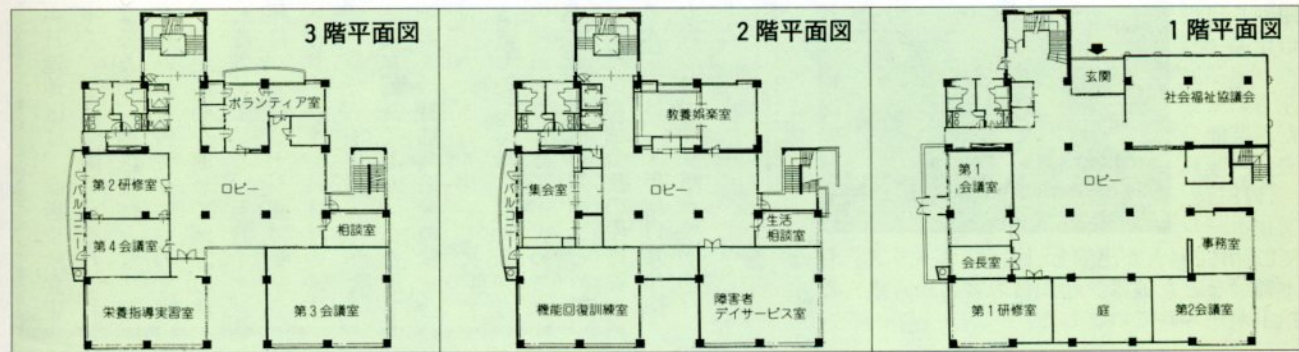 3階平面図
ボランティア室
第2研修室
ロビー
バルコニー
第4会議室
相談室
栄養指導実習室
第3会議室
2階平面図
教養娯楽室
集会室
ロビー
バルコニー
生活
相談室
機能回復訓練室
障害者
デイサービス室
1階平面図
玄関
社会福祉協議会
第1
会議室
ロビー
事務室
会長室
第1研修室
庭
第2会議室